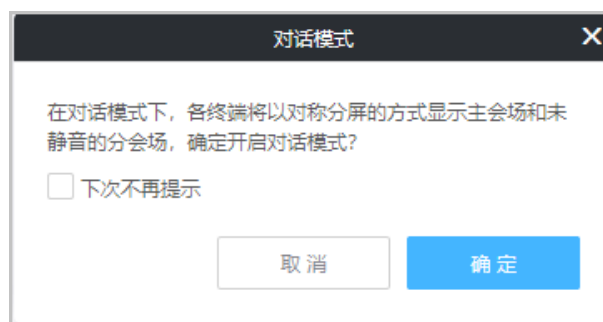 对话模式
在对话模式下，各终端将以对称分屏的方式显示主会场和未
静音的分会场，确定开启对话模式?
下次不再提示
取 消
确 定